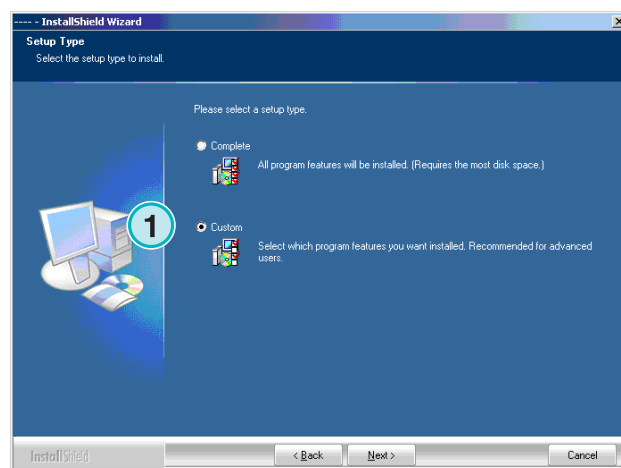 ---- - InstallShield Wizard
Setup Type
Select the setup type to install.
Please select a setup type.
Complete
All program features will be installed. (Requires the most disk space.)
1
Custom
Select which program features you want installed. Recommended for advanced
users.
InstallShield
< Back
Next >
Cancel